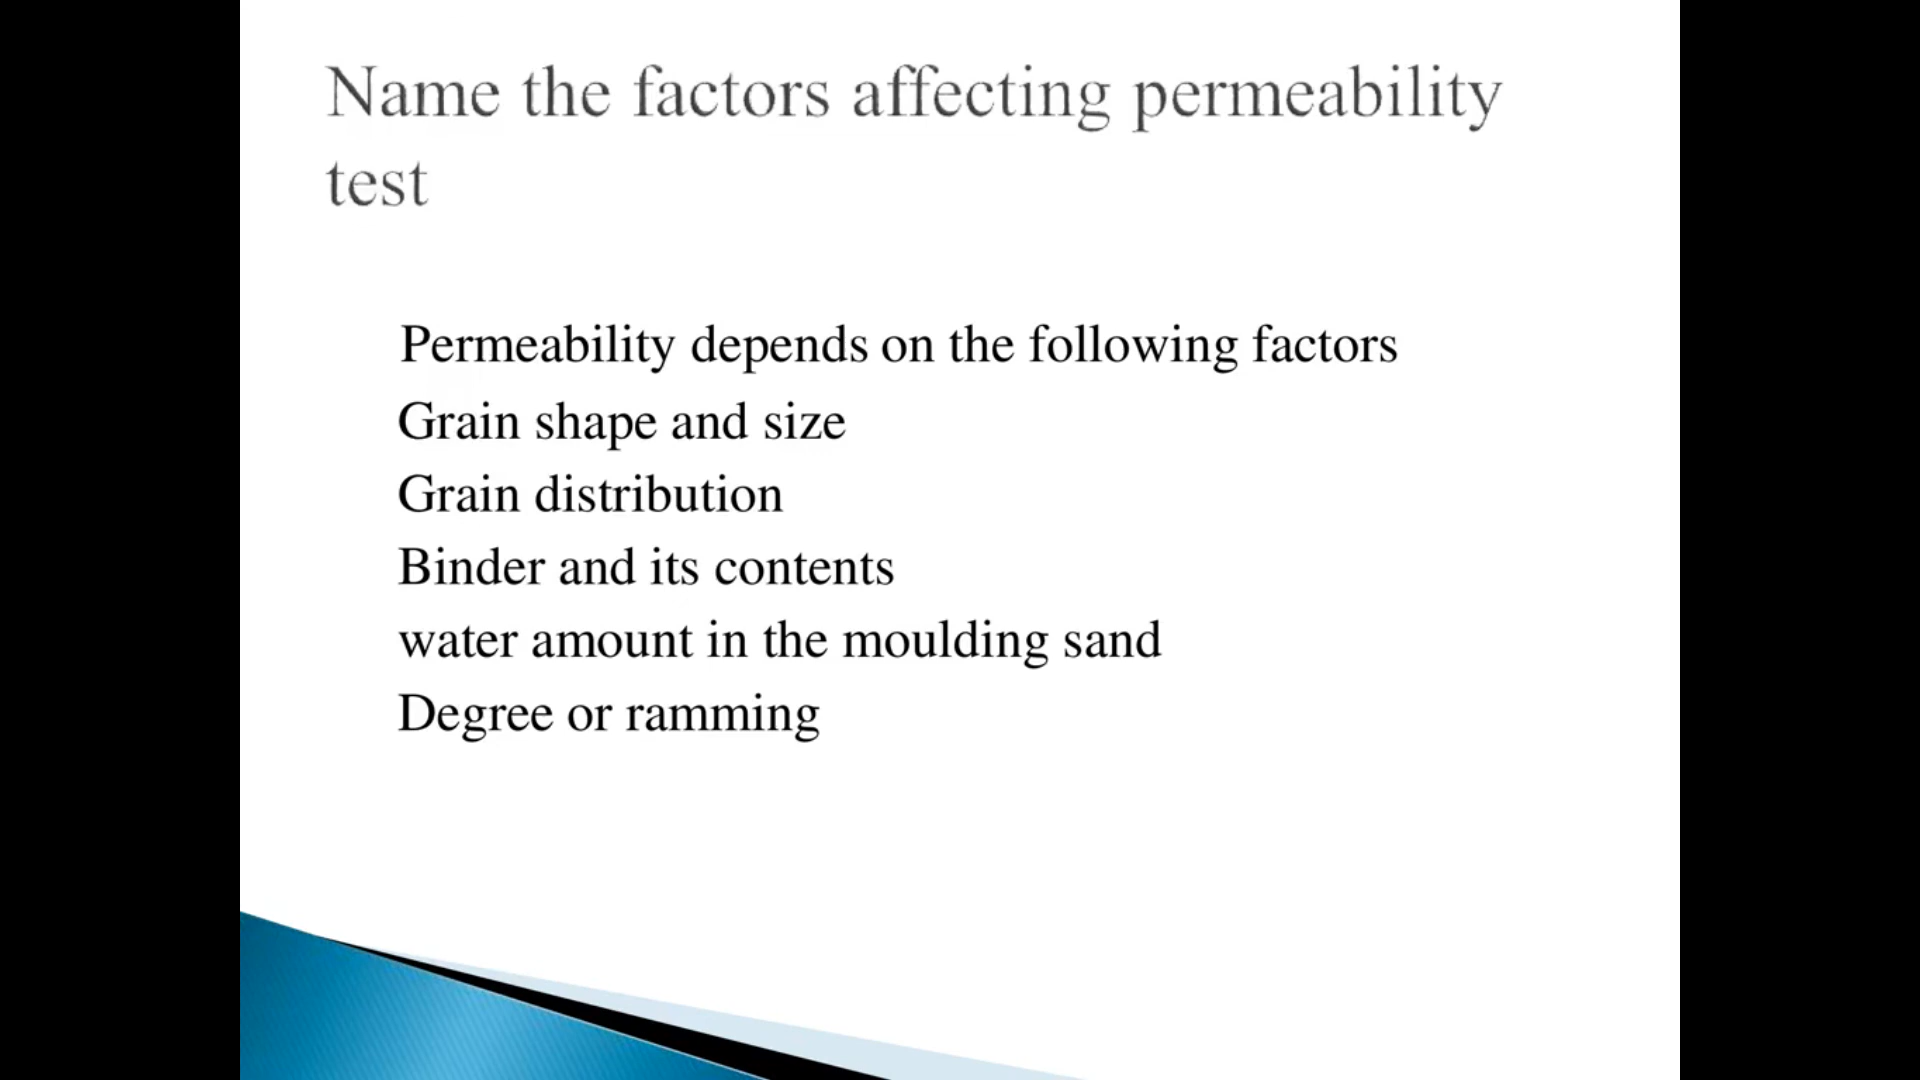 Name the factors affecting permeability
test
Permeability depends on the following factors
Grain shape and size
Grain distribution
Binder and its contents
water amount in the moulding sand
Degree or ramming